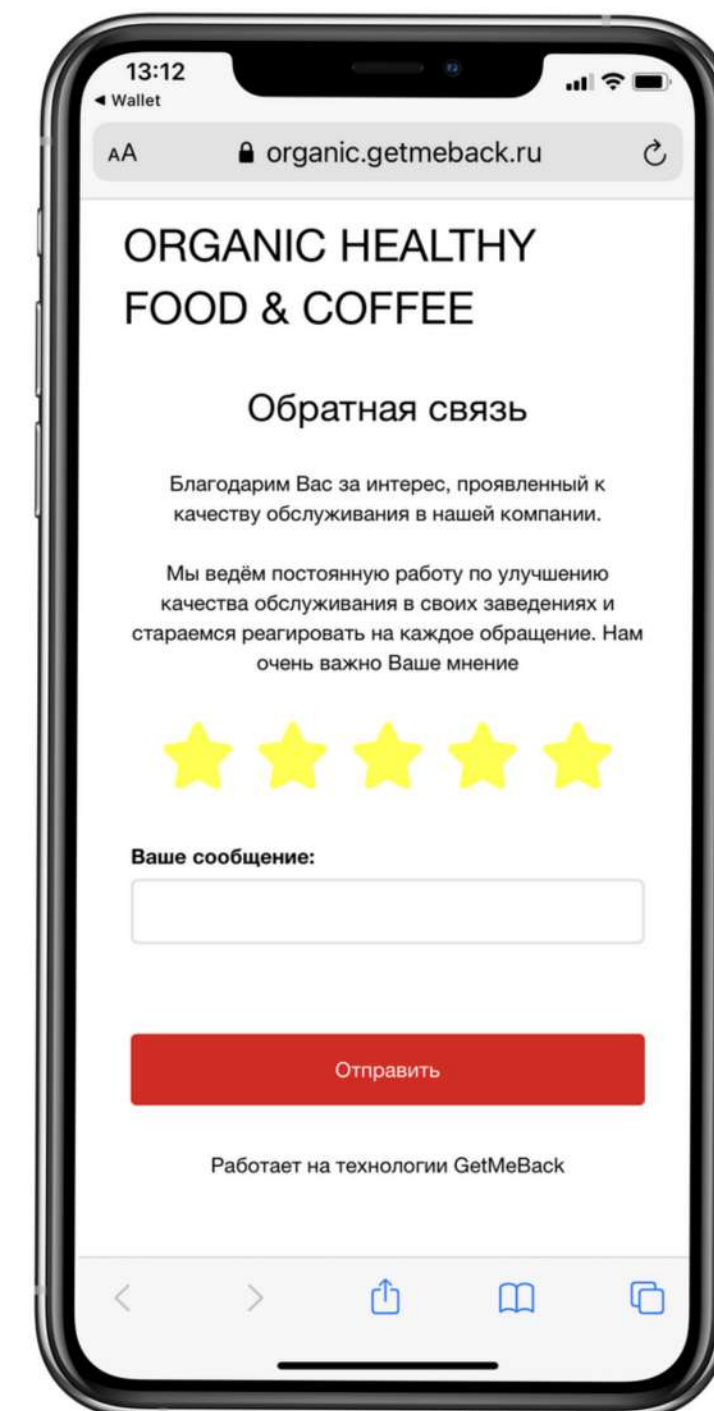 13:12
◀ Wallet
AA organic.getmeback.ru
ORGANIC HEALTHY
FOOD & COFFEE
Обратная связь
Благодарим Вас за интерес, проявленный к
качеству обслуживания в нашей компании.
Мы ведём постоянную работу по улучшению
качества обслуживания в своих заведениях и
стараемся реагировать на каждое обращение. Нам
очень важно Ваше мнение
Ваше сообщение:
Отправить
Работает на технологии GetMeBack